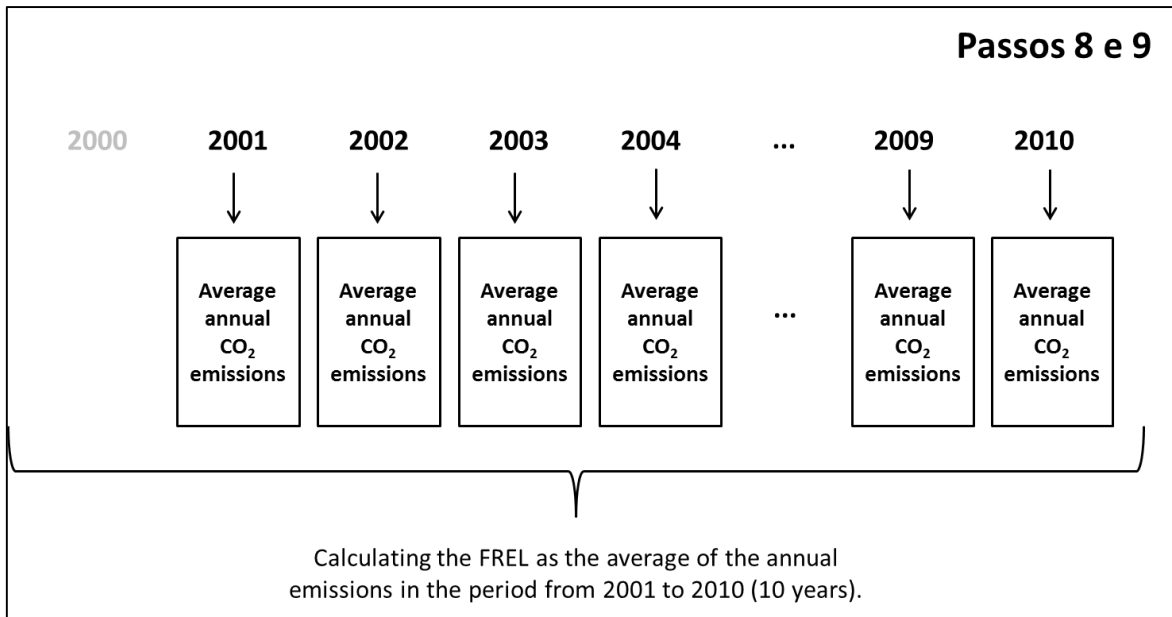 Passos 8 e 9
2000 2001 2002 2003 2004 ... 2009 2010
Average annual CO₂ emissions
Average annual CO₂ emissions
Average annual CO₂ emissions
Average annual CO₂ emissions
...
Average annual CO₂ emissions
Average annual CO₂ emissions
Calculating the FREL as the average of the annual
emissions in the period from 2001 to 2010 (10 years).